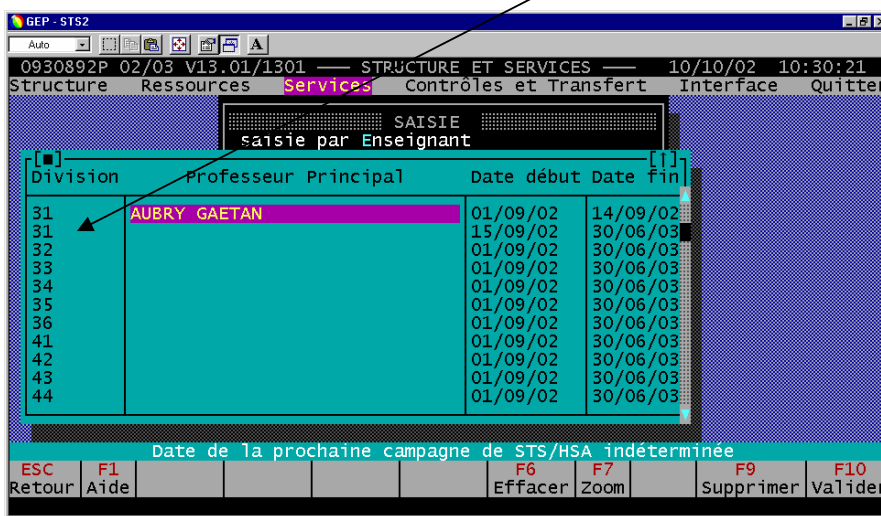 GEP - STS2
Auto
A
0930892P 02/03 V13.01/1301 —— STRUCTURE ET SERVICES —— 10/10/02 10:30:21
Structure Ressources Services Contrôles et Transfert Interface Quitter
SAISIE
saisie par Enseignant
[■] [↑]
Division Professeur Principal Date début Date fin
31 AUBRY GAETAN 01/09/02 14/09/02
31 15/09/02 30/06/03
32 01/09/02 30/06/03
33 01/09/02 30/06/03
34 01/09/02 30/06/03
35 01/09/02 30/06/03
36 01/09/02 30/06/03
41 01/09/02 30/06/03
42 01/09/02 30/06/03
43 01/09/02 30/06/03
44 01/09/02 30/06/03
Date de la prochaine campagne de STS/HSA indéterminée
ESC F1 F6 F7 F9 F10
Retour Aide Effacer Zoom Supprimer Valider